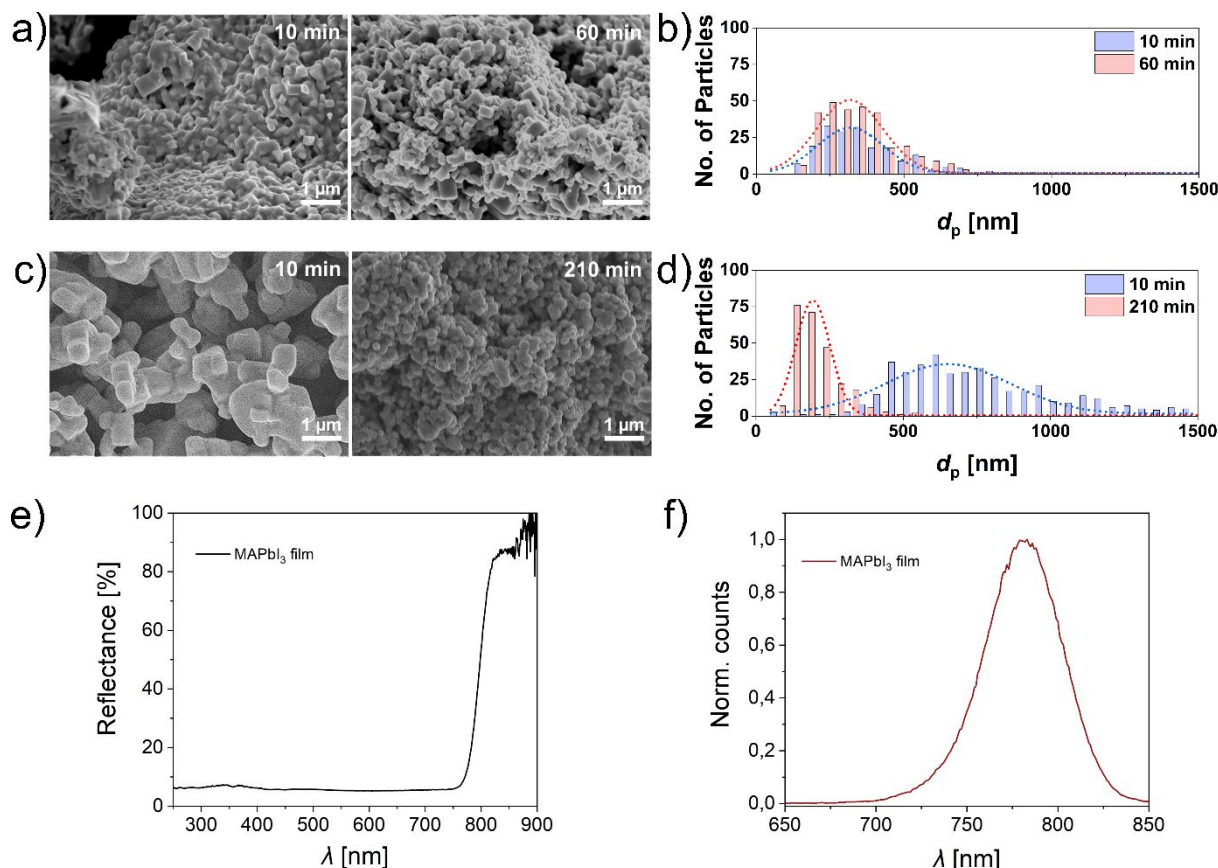 a)
10 min
1 µm
60 min
1 µm
b)
No. of Particles
100
75
50
25
0
10 min
60 min
0
500
1000
1500
dp [nm]
c)
10 min
1 µm
210 min
1 µm
d)
No. of Particles
100
75
50
25
0
10 min
210 min
0
500
1000
1500
dp [nm]
e)
Reflectance [%]
100
80
60
40
20
0
MAPbI3 film
300
400
500
600
700
800
900
λ [nm]
f)
Norm. counts
1,0
0,8
0,6
0,4
0,2
0,0
MAPbI3 film
650
700
750
800
850
λ [nm]